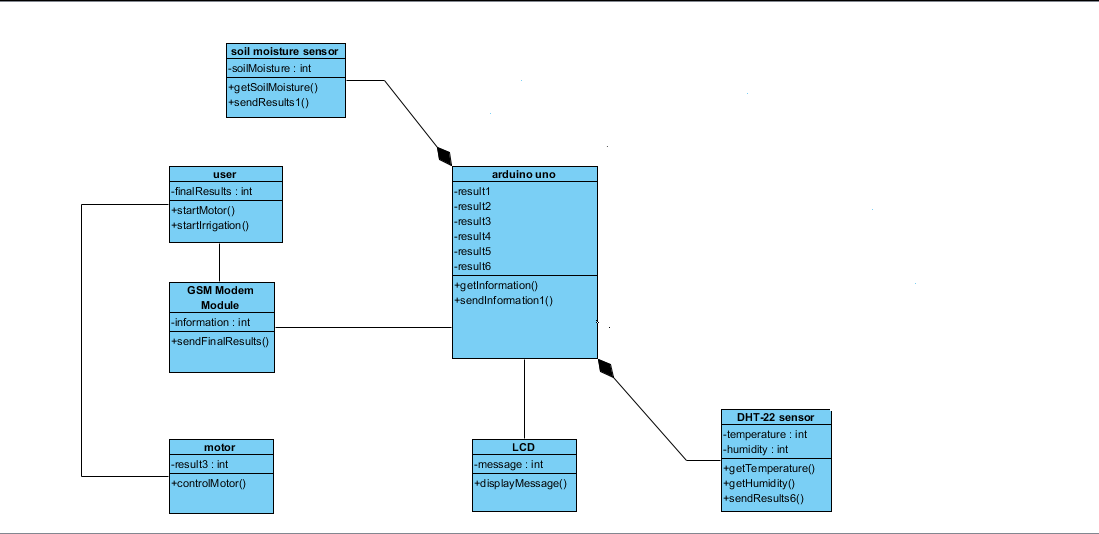 soil moisture sensor
-soilMoisture : int
+getSoilMoisture()
+sendResults1()
user
-finalResults : int
+startMotor()
+startIrrigation()
arduino uno
-result1
-result2
-result3
-result4
-result5
-result6
+getInformation()
+sendInformation1()
GSM Modem
Module
-information : int
+sendFinalResults()
motor
-result3 : int
+controlMotor()
LCD
-message : int
+displayMessage()
DHT-22 sensor
-temperature : int
-humidity : int
+getTemperature()
+getHumidity()
+sendResults6()